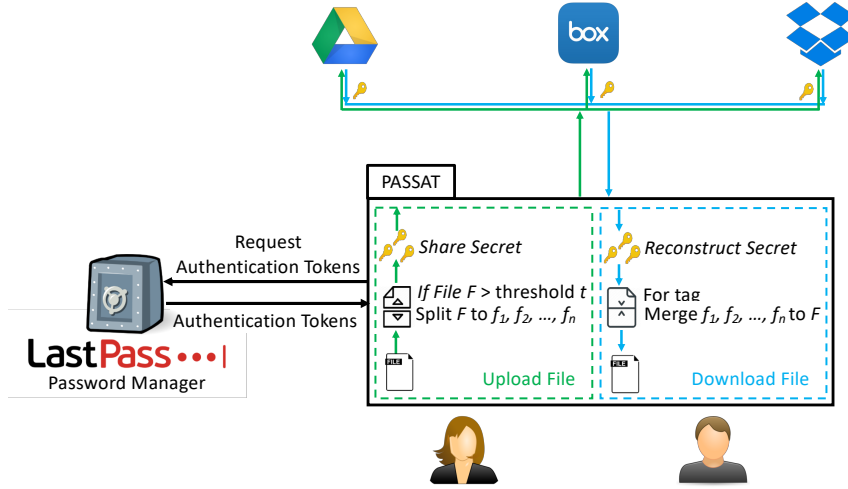 box
PASSAT
Request
Authentication Tokens
Authentication Tokens
LastPass
Password Manager
Share Secret
If File F > threshold t
Split F to f1, f2, …, fn
FILE
Upload File
Reconstruct Secret
For tag
Merge f1, f2, …, fn to F
FILE
Download File